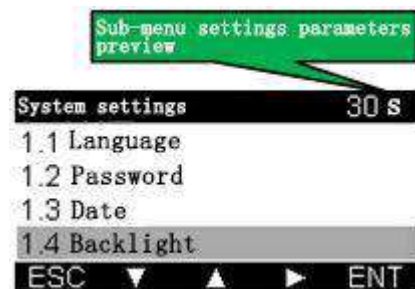 Sub-menu settings parameters
preview
System settings 30 S
1.1 Language
1.2 Password
1.3 Date
1.4 Backlight
ESC ▼ ▲ ► ENT